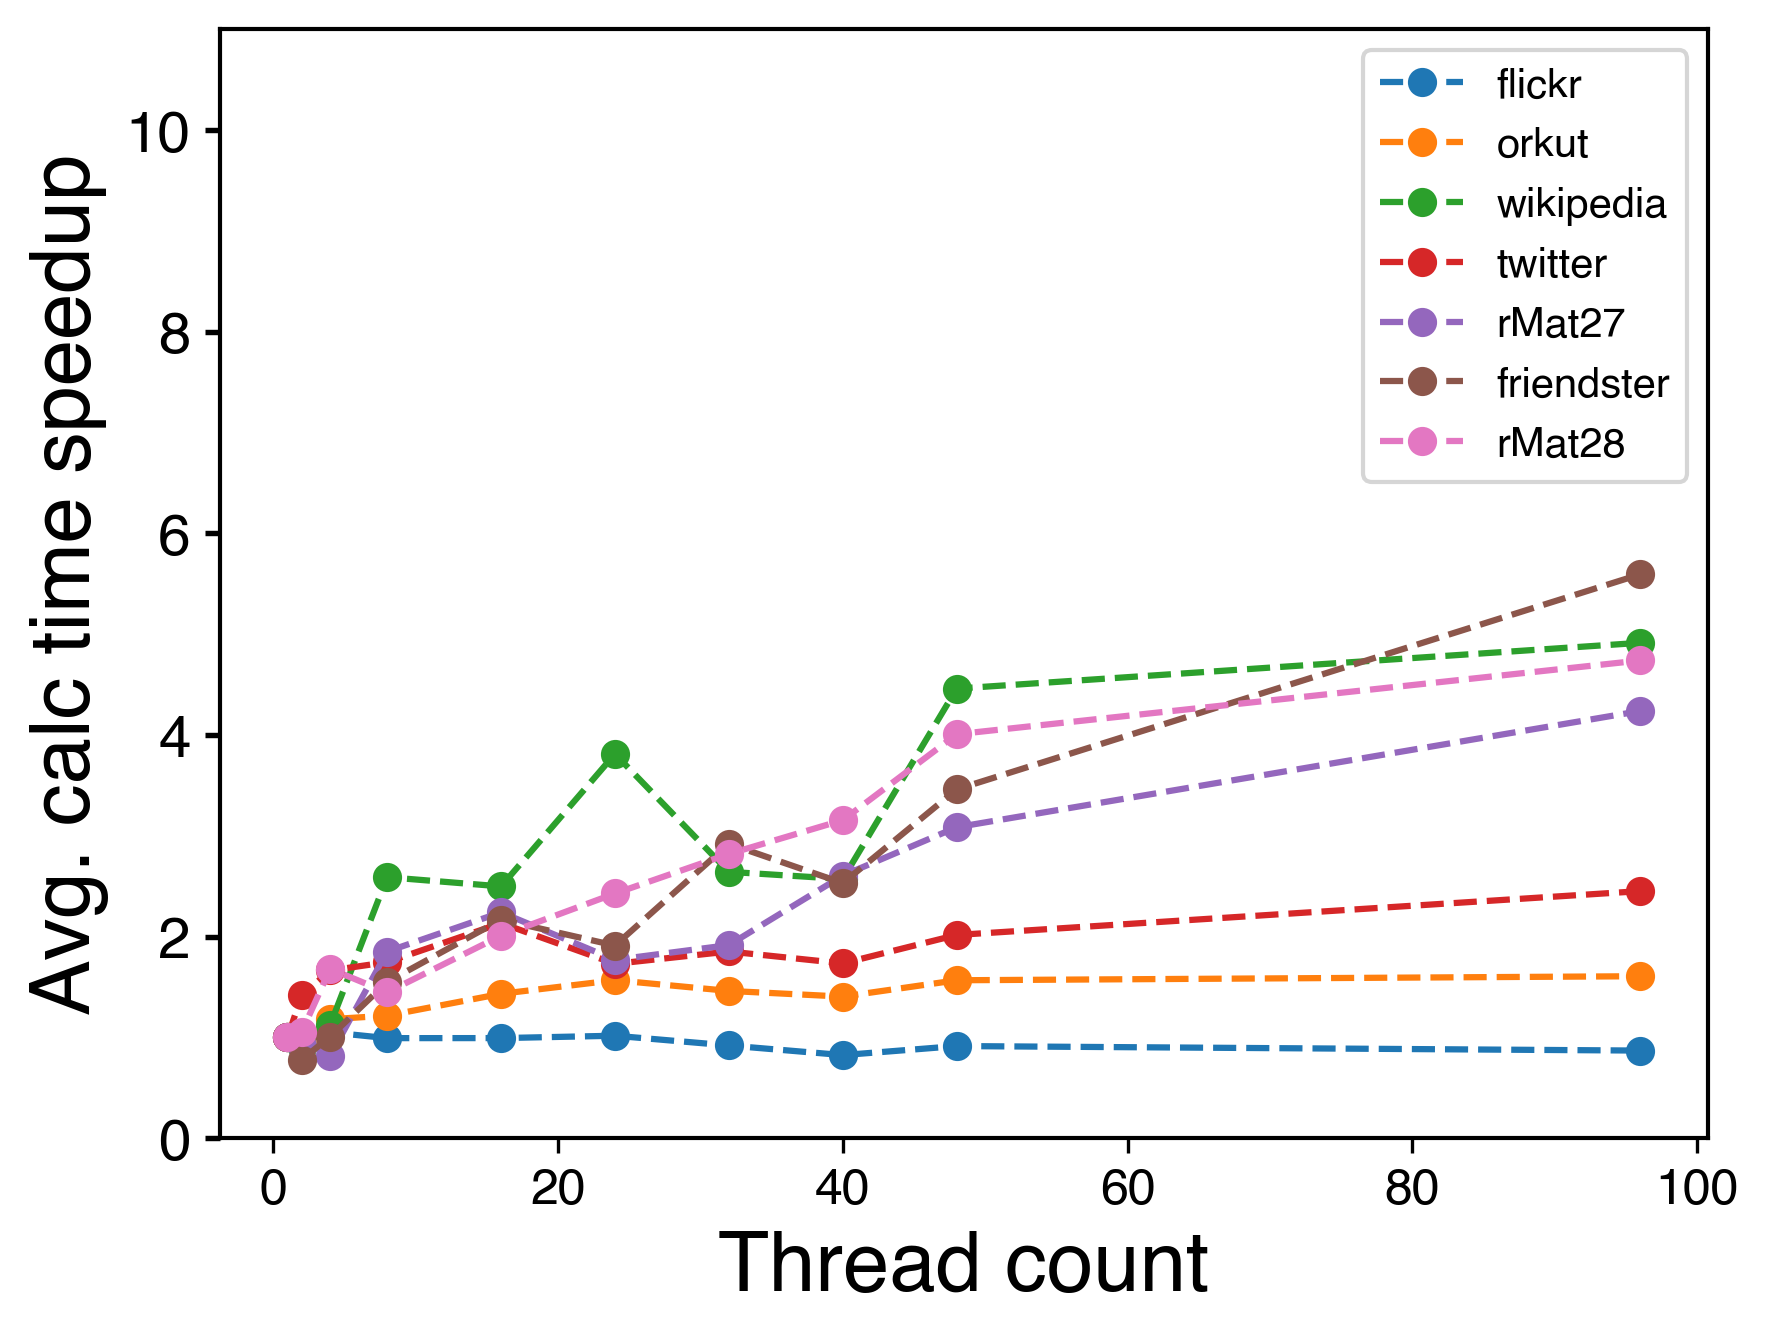 10
8
6
4
2
0
Avg. calc time speedup
0 20 40 60 80 100
Thread count
flickr
orkut
wikipedia
twitter
rMat27
friendster
rMat28